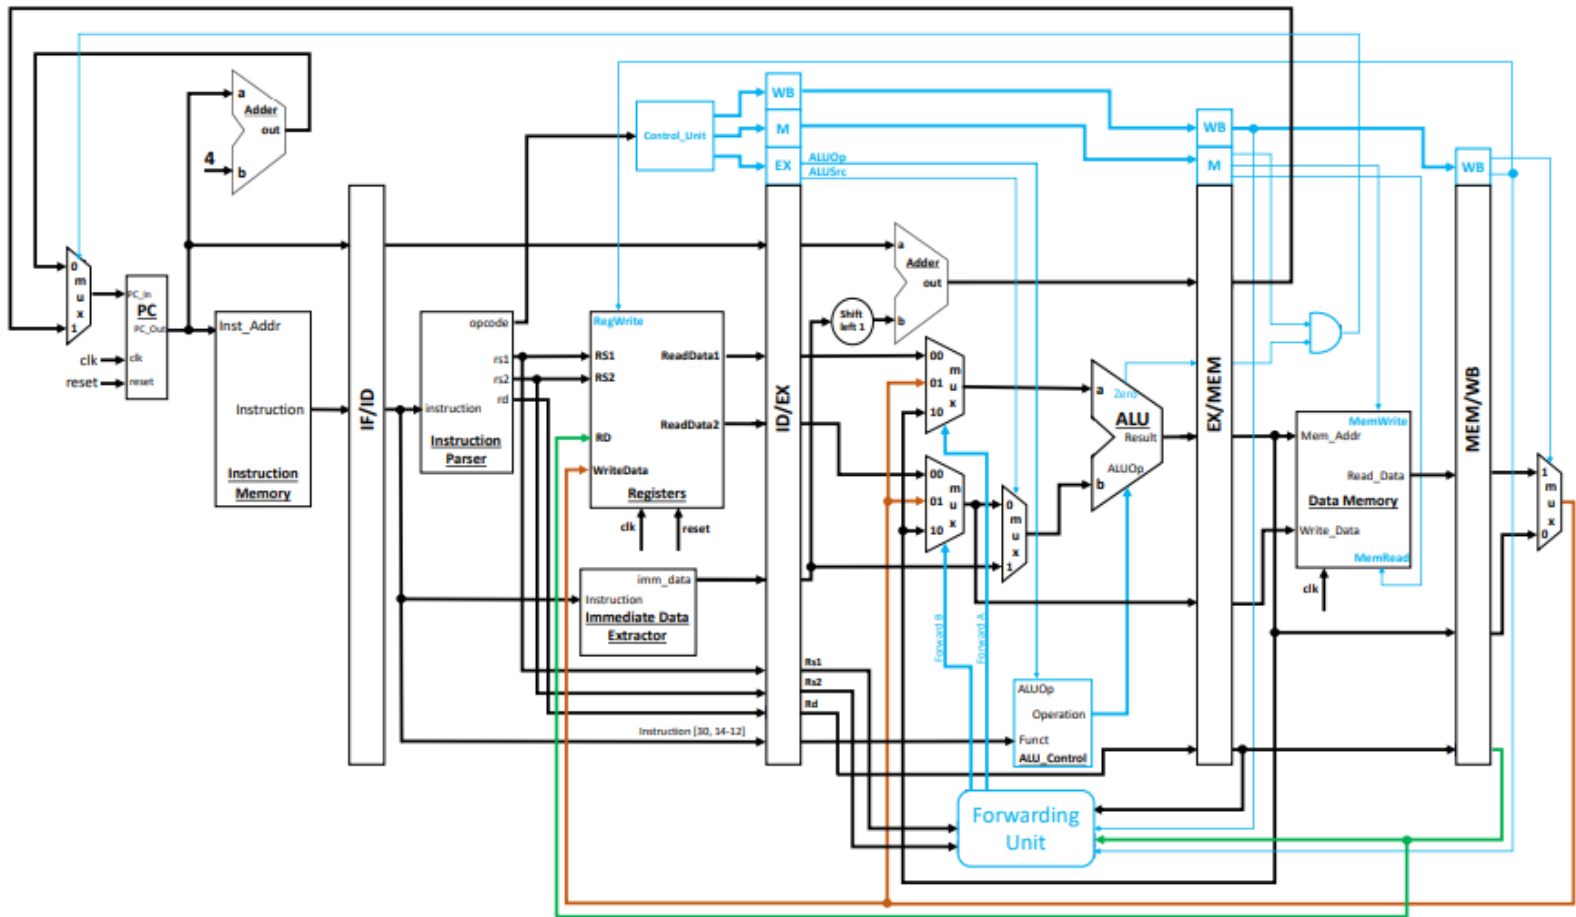 WB
a
Adder
out
4
b
Control_Unit
M
EX
WB
M
WB
ALUOp
ALUSrc
0
m
u
x
1
PC_In
PC
PC_Out
clk
clk
reset
reset
Inst_Addr
Instruction
Instruction
Memory
IF/ID
opcode
rs1
rs2
rd
instruction
Instruction
Parser
RegWrite
RS1
RS2
ReadData1
ReadData2
RD
WriteData
Registers
clk
reset
imm_data
Instruction
Immediate Data
Extractor
Instruction [30, 14-12]
ID/EX
a
Adder
out
b
Shift
left 1
00
01
10
m
u
x
00
01
10
m
u
x
0
m
u
x
1
a
Zero
ALU
Result
ALUOp
b
Forward B
Forward A
Rs1
Rs2
Rd
ALUOp
Operation
Funct
ALU_Control
Forwarding
Unit
EX/MEM
MemWrite
Mem_Addr
Read_Data
Data Memory
Write_Data
MemRead
clk
MEM/WB
1
m
u
x
0